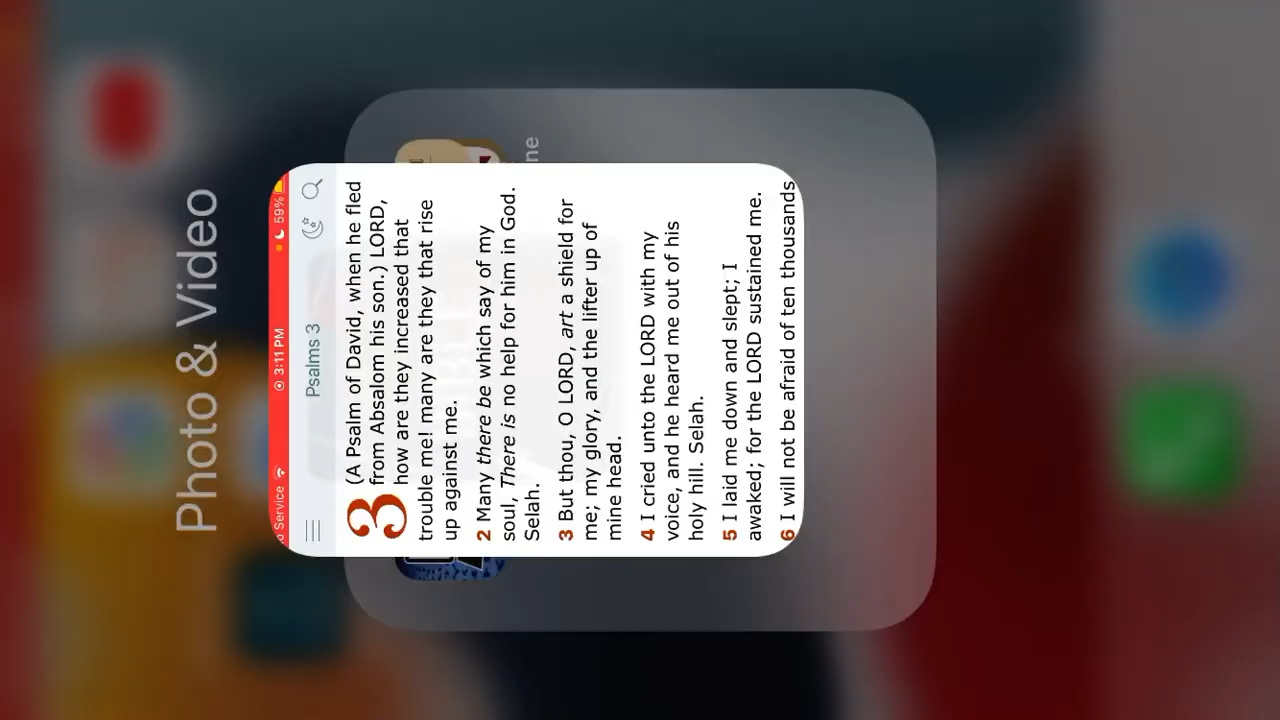 Photo & Video
ne
Service
3:11 PM
59%
Psalms 3
3 (A Psalm of David, when he fled
from Absalom his son.) LORD,
how are they increased that
trouble me! many are they that rise
up against me.
2 Many there be which say of my
soul, There is no help for him in God.
Selah.
3 But thou, O LORD, art a shield for
me; my glory, and the lifter up of
mine head.
4 I cried unto the LORD with my
voice, and he heard me out of his
holy hill. Selah.
5 I laid me down and slept; I
awaked; for the LORD sustained me.
6 I will not be afraid of ten thousands